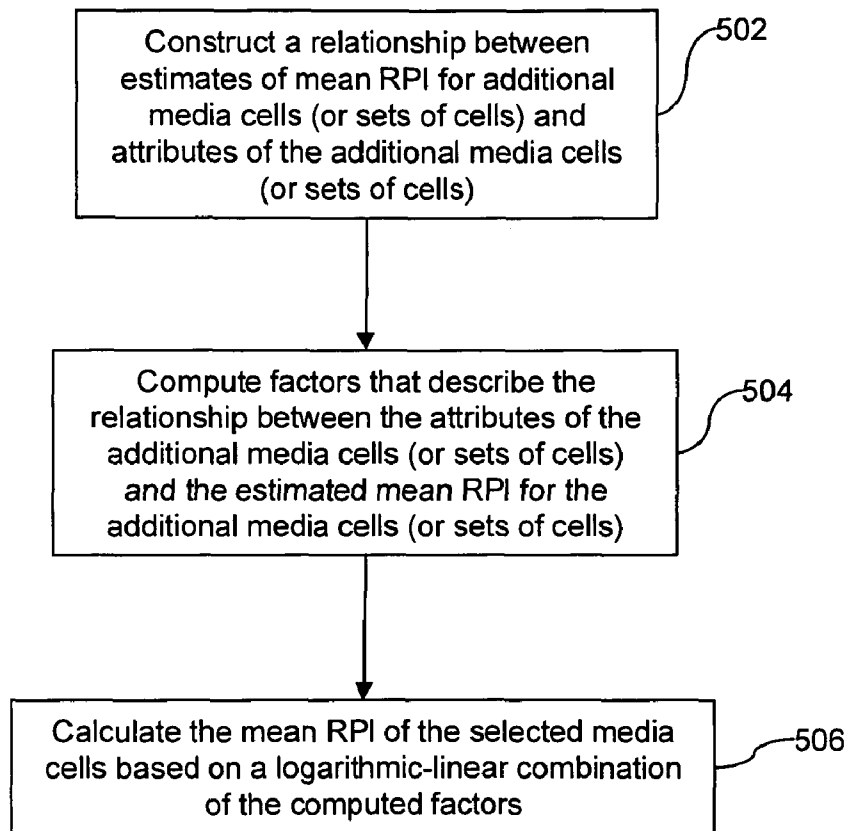 Construct a relationship between
estimates of mean RPI for additional
media cells (or sets of cells) and
attributes of the additional media cells
(or sets of cells)
502
Compute factors that describe the
relationship between the attributes of the
additional media cells (or sets of cells)
and the estimated mean RPI for the
additional media cells (or sets of cells)
504
Calculate the mean RPI of the selected media
cells based on a logarithmic-linear combination
of the computed factors
506